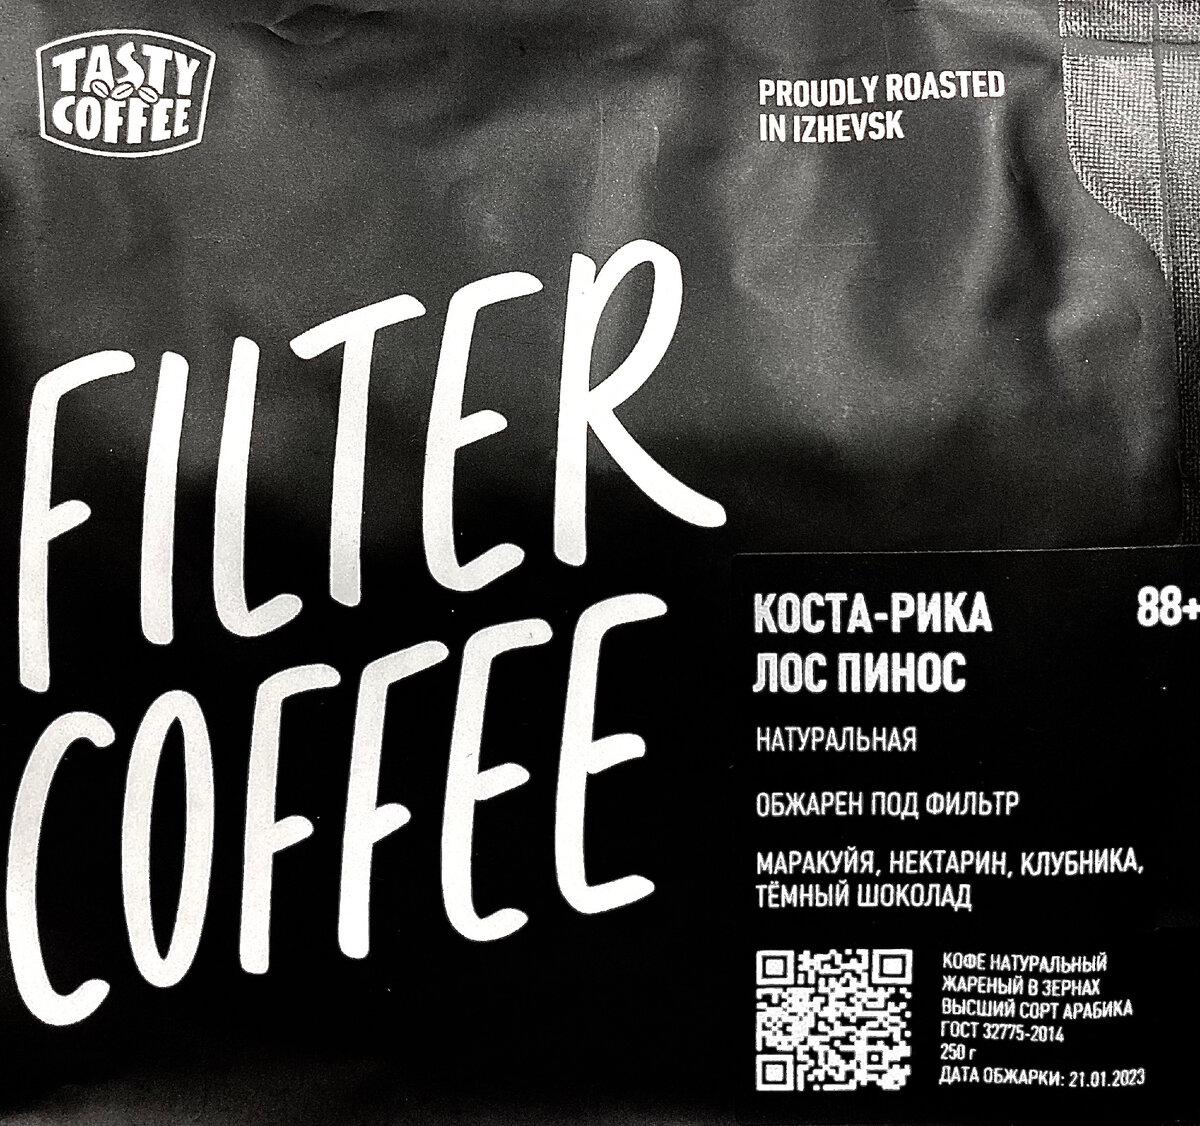 TASTY
COFFEE
PROUDLY ROASTED
IN IZHEVSK
FILTER
COFFEE
КОСТА-РИКА
88+
ЛОС ПИНОС
НАТУРАЛЬНАЯ
ОБЖАРЕН ПОД ФИЛЬТР
МАРАКУЙЯ, НЕКТАРИН, КЛУБНИКА,
ТЁМНЫЙ ШОКОЛАД
КОФЕ НАТУРАЛЬНЫЙ
ЖАРЕНЫЙ В ЗЕРНАХ
ВЫСШИЙ СОРТ АРАБИКА
ГОСТ 32775-2014
250 г
ДАТА ОБЖАРКИ: 21.01.2023